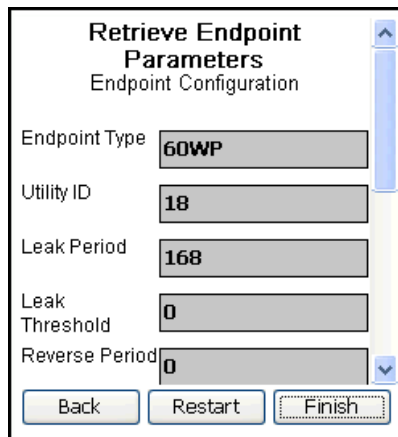 Retrieve Endpoint
Parameters
Endpoint Configuration
Endpoint Type 60WP
Utility ID 18
Leak Period 168
Leak
Threshold 0
Reverse Period 0
Back Restart Finish